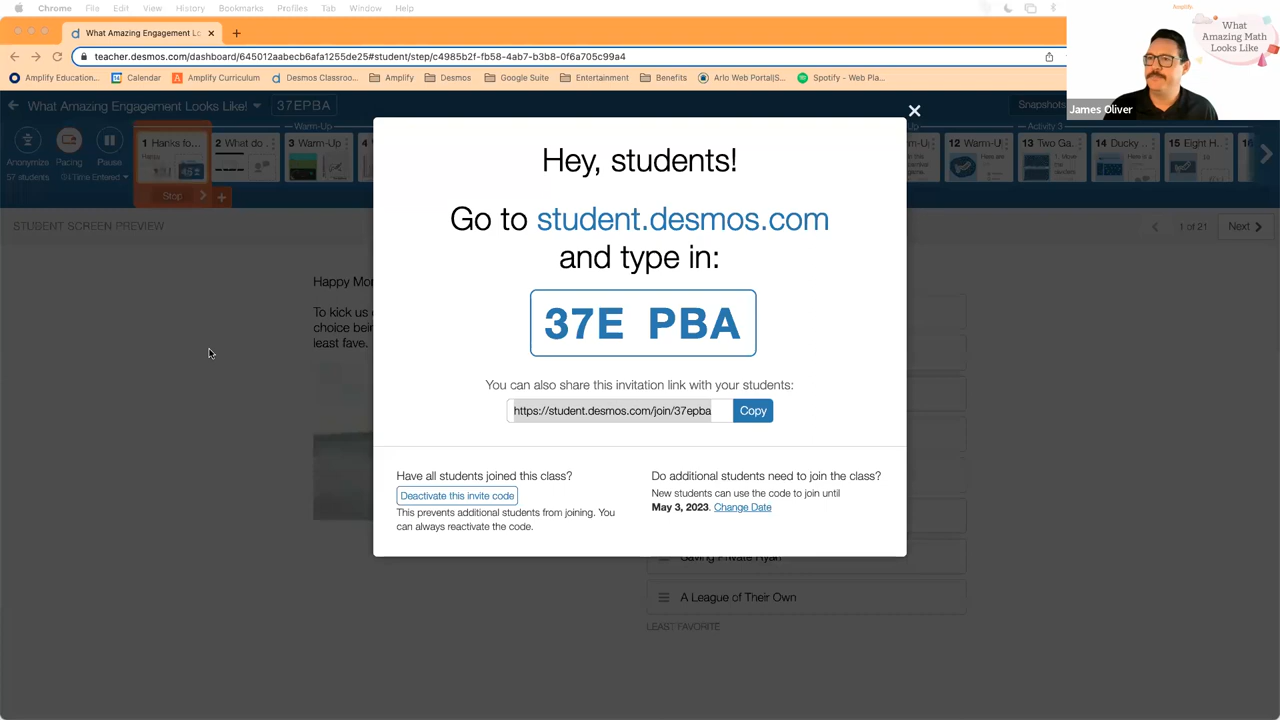 Chrome File Edit View History Bookmarks Profiles Tab Window Help
Amplify.
What Amazing Engagement Lo
What
Amazing Math
Looks Like
teacher.desmos.com/dashboard/645012aabecb6afa1255de25#student/step/c4985b2f-fb58-4ab7-b3b8-0f6a705c99a4
Amplify Education... Calendar Amplify Curriculum Desmos Classroo... Amplify Desmos Google Suite Entertainment Benefits Arlo Web Portal|S... Spotify - Web Pla...
James Oliver
What Amazing Engagement Looks Like! 37EPBA Snapshots
Warm-Up Activity 3
1 Hanks fo... 2 What do 3 Warm-Up 12 Warm-Up 13 Two Ga. 14 Ducky 15 Eight H.
Anonymize Pacing Pause
57 students Time Entered
Stop
STUDENT SCREEN PREVIEW
1 of 21 Next
Hey, students!
Go to student.desmos.com
and type in:
37E PBA
You can also share this invitation link with your students:
https://student.desmos.com/join/37epba Copy
Have all students joined this class?
Deactivate this invite code
This prevents additional students from joining. You
can always reactivate the code.
Do additional students need to join the class?
New students can use the code to join until
May 3, 2023. Change Date
Happy Mo
To kick us
choice bei
least fave.
Saving Private Ryan
A League of Their Own
LEAST FAVORITE